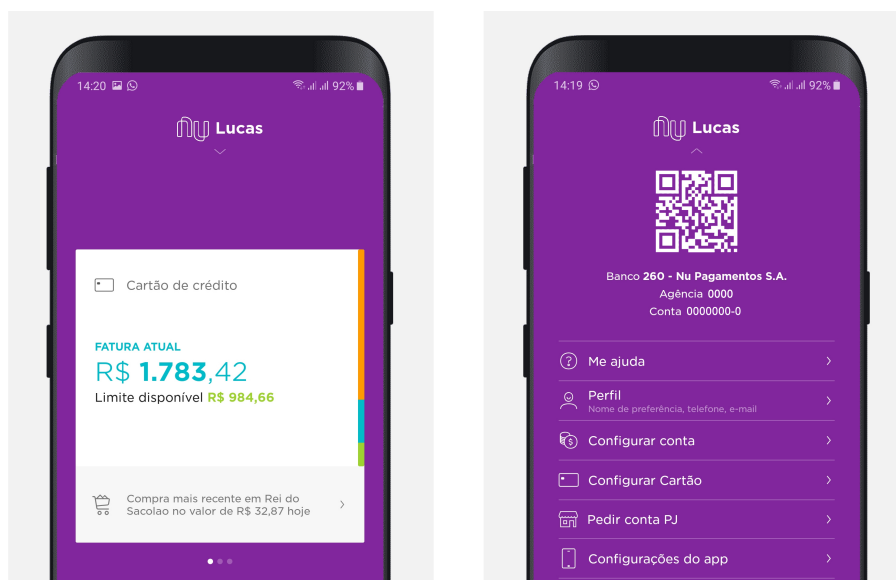 14:20
92%
nu Lucas
Cartão de crédito
FATURA ATUAL
R$ 1.783,42
Limite disponível R$ 984,66
Compra mais recente em Rei do
Sacolao no valor de R$ 32,87 hoje
14:19
92%
nu Lucas
Banco 260 - Nu Pagamentos S.A.
Agência 0000
Conta 0000000-0
Me ajuda
Perfil
Nome de preferência, telefone, e-mail
Configurar conta
Configurar Cartão
Pedir conta PJ
Configurações do app